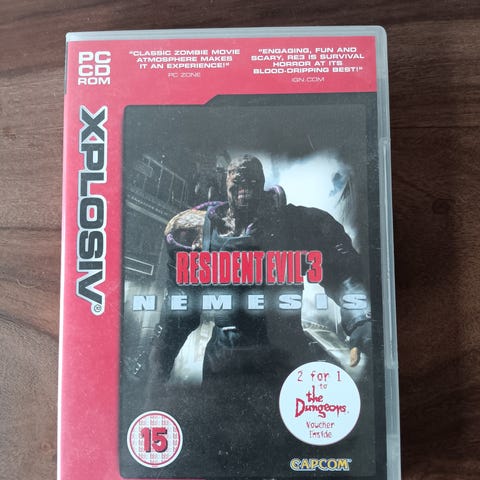 PC
CD
ROM
"CLASSIC ZOMBIE MOVIE
ATMOSPHERE MAKES
IT AN EXPERIENCE!"
PC ZONE
"ENGAGING, FUN AND
SCARY, RE3 IS SURVIVAL
HORROR AT ITS
BLOOD-DRIPPING BEST!"
IGN.COM
XPLOSIV®
RESIDENT EVIL 3
NEMESIS
2 for 1
to
the
Dungeons
Voucher
Inside
15
CAPCOM